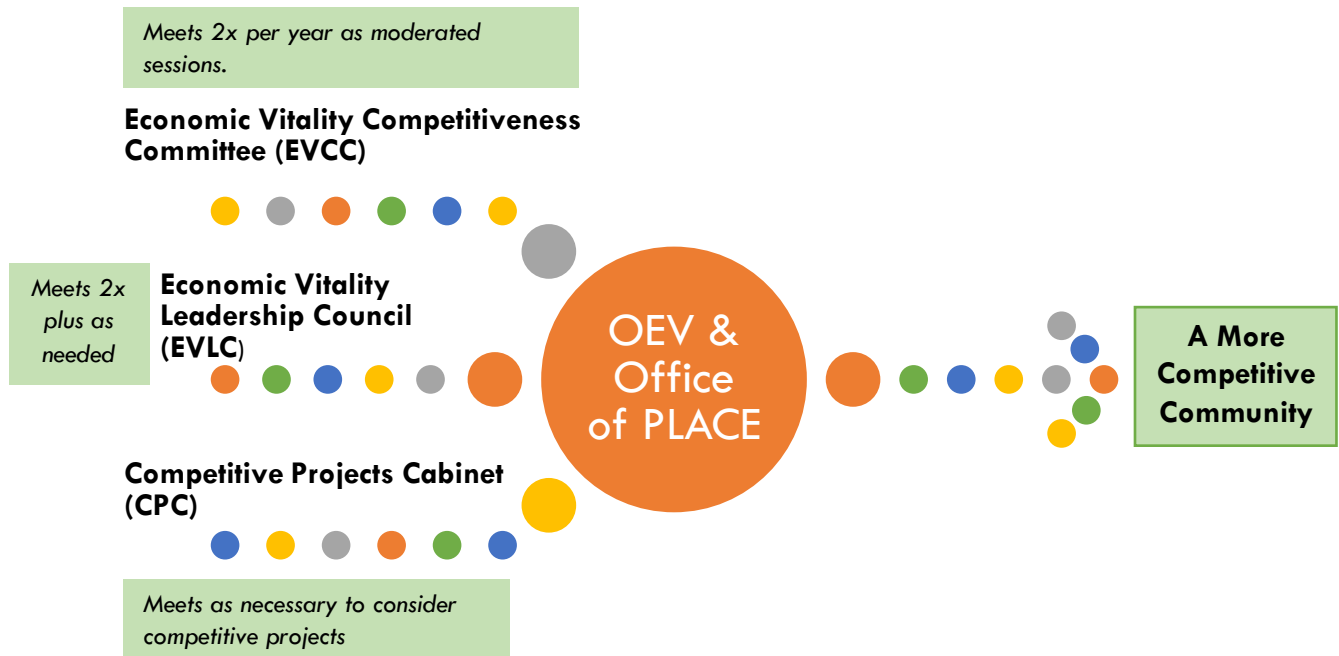 Meets 2x per year as moderated
sessions.
Economic Vitality Competitiveness
Committee (EVCC)
Meets 2x
plus as
needed
Economic Vitality
Leadership Council
(EVLC)
OEV &
Office
of PLACE
A More
Competitive
Community
Competitive Projects Cabinet
(CPC)
Meets as necessary to consider
competitive projects